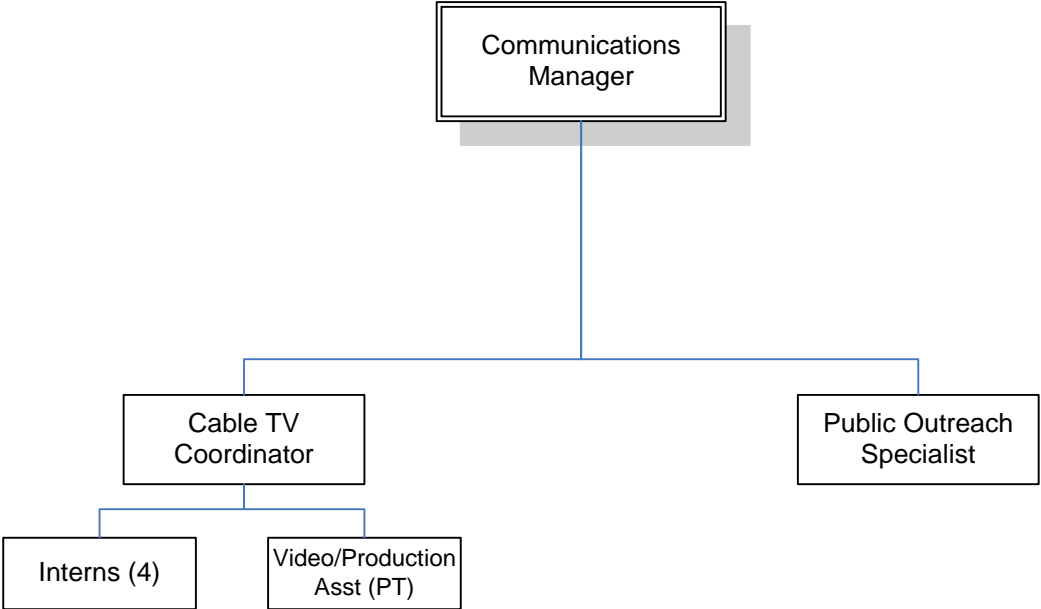 Communications
Manager
Cable TV
Coordinator
Public Outreach
Specialist
Interns (4)
Video/Production
Asst (PT)